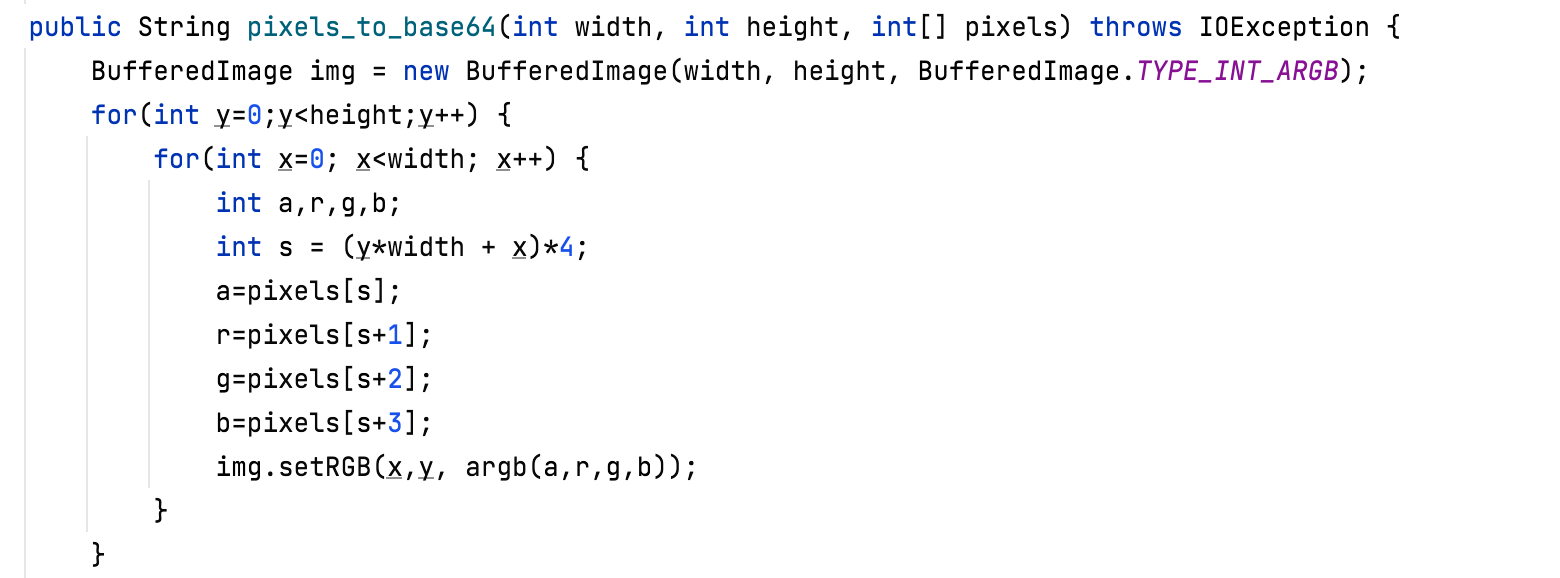 public String pixels_to_base64(int width, int height, int[] pixels) throws IOException {
    BufferedImage img = new BufferedImage(width, height, BufferedImage.TYPE_INT_ARGB);
    for(int y=0;y<height;y++) {
        for(int x=0; x<width; x++) {
            int a,r,g,b;
            int s = (y*width + x)*4;
            a=pixels[s];
            r=pixels[s+1];
            g=pixels[s+2];
            b=pixels[s+3];
            img.setRGB(x,y, argb(a,r,g,b));
        }
    }